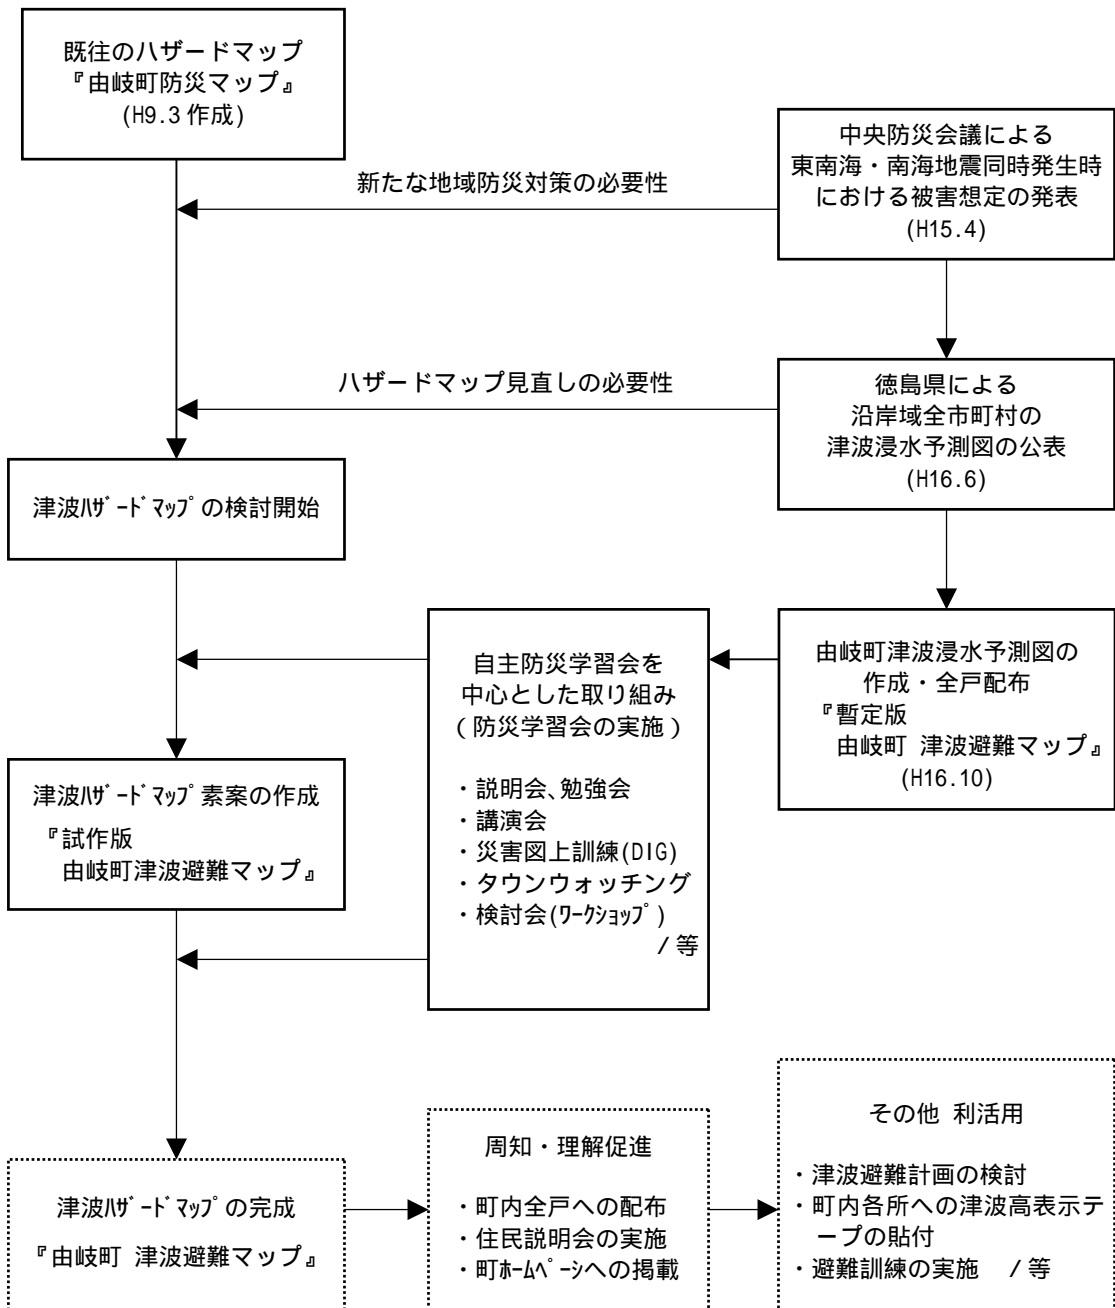 既往のハザードマップ
『由岐町防災マップ』
(H9.3作成)
中央防災会議による
東南海・南海地震同時発生時
における被害想定の発表
(H15.4)
新たな地域防災対策の必要性
ハザードマップ見直しの必要性
徳島県による
沿岸域全市町村の
津波浸水予測図の公表
(H16.6)
津波ﾊｻﾞｰﾄﾞﾏｯﾌﾟの検討開始
自主防災学習会を
中心とした取り組み
(防災学習会の実施)
・説明会、勉強会
・講演会
・災害図上訓練(DIG)
・タウンウォッチング
・検討会(ﾜｰｸｼｮｯﾌﾟ)
/等
由岐町津波浸水予測図の
作成・全戸配布
『暫定版
由岐町 津波避難マップ』
(H16.10)
津波ﾊｻﾞｰﾄﾞﾏｯﾌﾟ素案の作成
『試作版
由岐町津波避難マップ』
津波ﾊｻﾞｰﾄﾞﾏｯﾌﾟの完成
『由岐町 津波避難マップ』
周知・理解促進
・町内全戸への配布
・住民説明会の実施
・町ﾎｰﾑﾍﾟｰｼﾞへの掲載
その他 利活用
・津波避難計画の検討
・町内各所への津波高表示テ
ープの貼付
・避難訓練の実施 /等